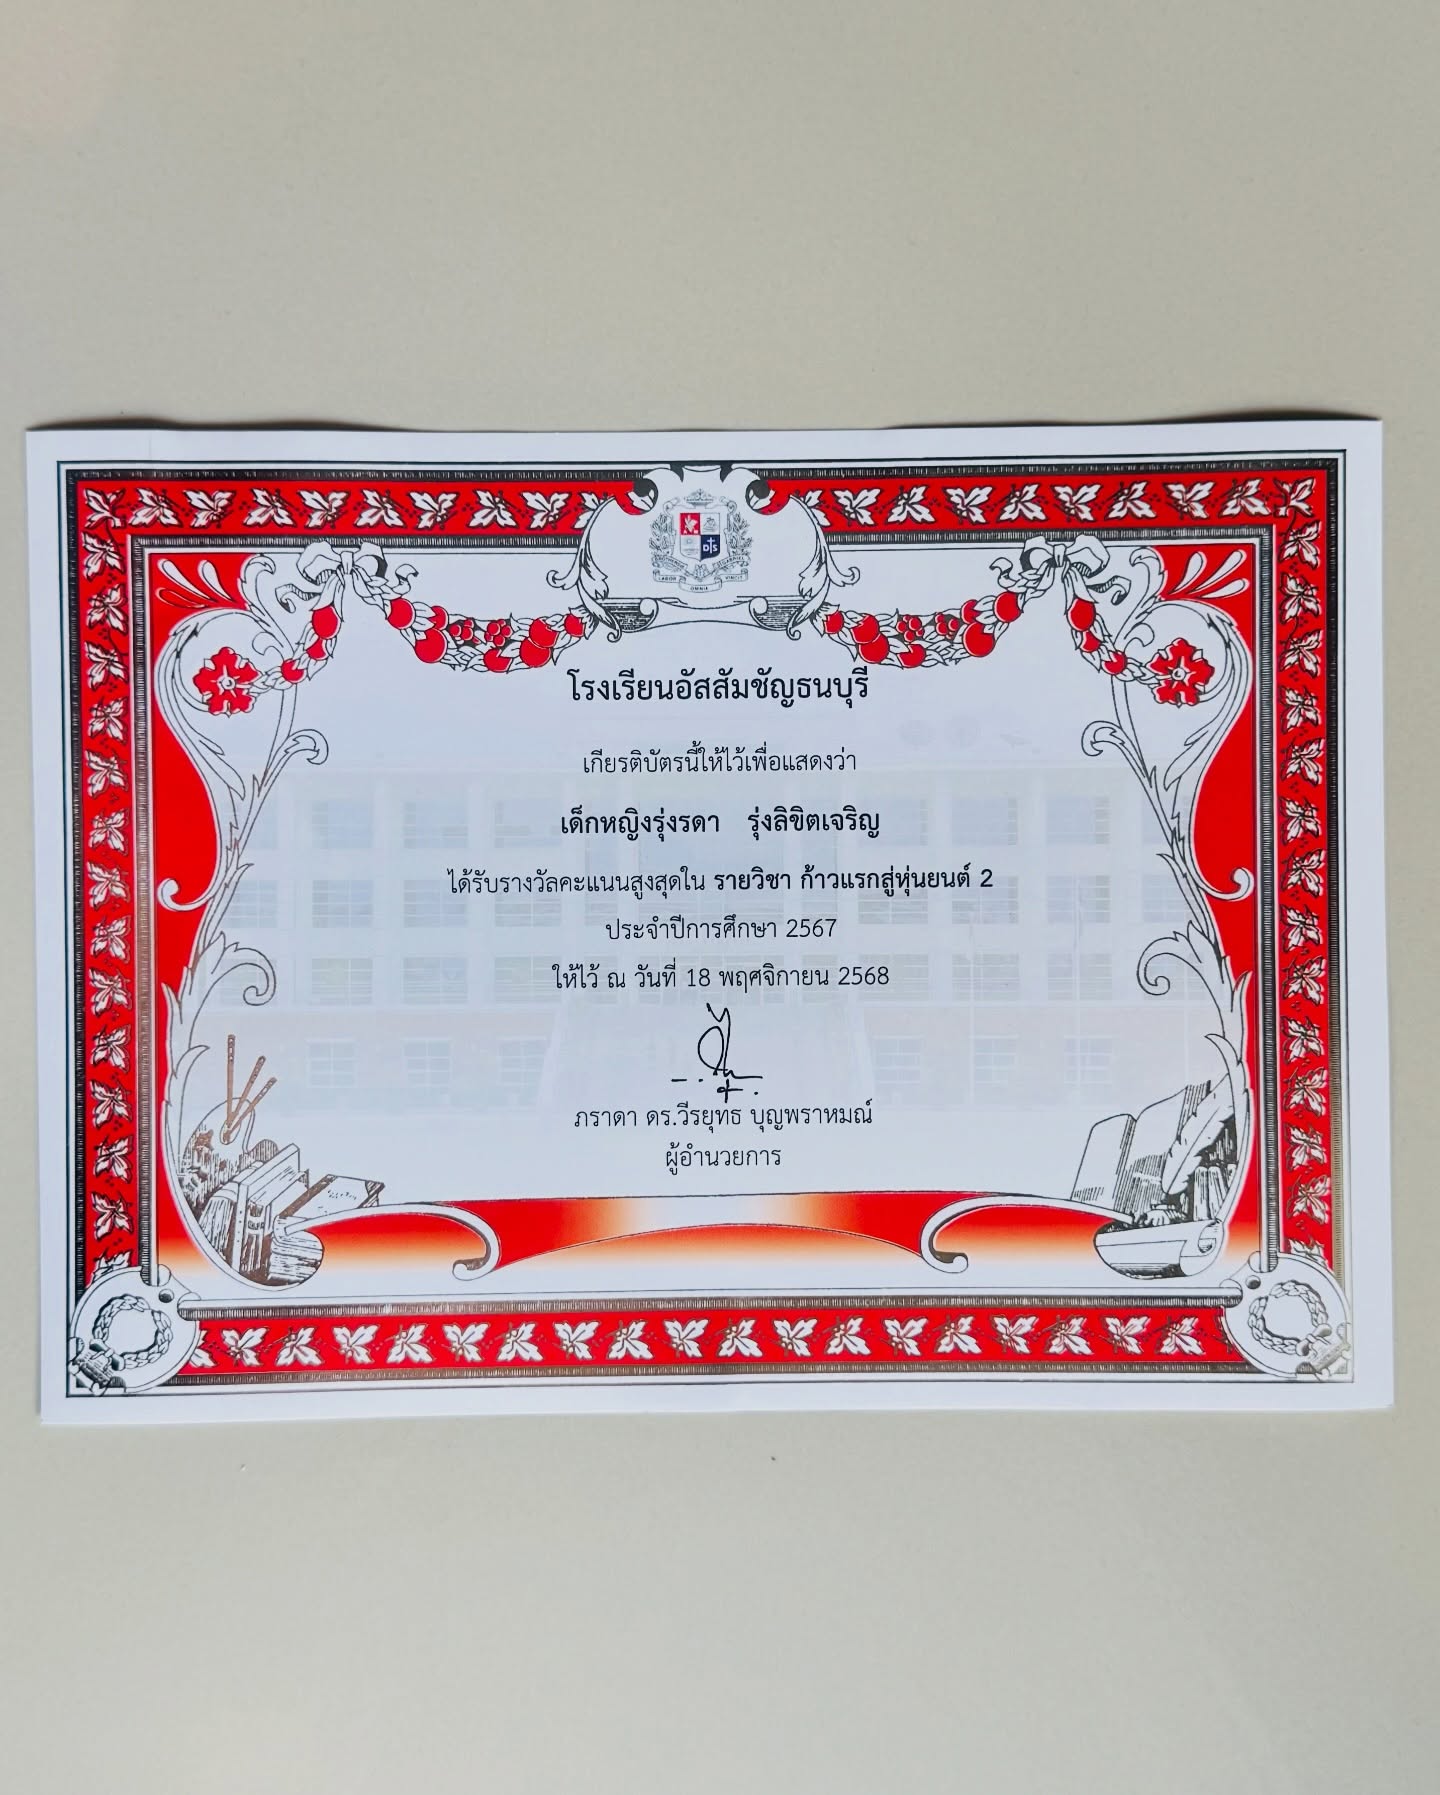 LABOR OMNIA VINCIT
D S
โรงเรียนอัสสัมชัญธนบุรี
เกียรติบัตรนี้ให้ไว้เพื่อแสดงว่า
เด็กหญิงรุ่งรดา รุ่งลิขิตเจริญ
ได้รับรางวัลคะแนนสูงสุดใน รายวิชา ก้าวแรกสู่หุ่นยนต์ 2
ประจำปีการศึกษา 2567
ให้ไว้ ณ วันที่ 18 พฤศจิกายน 2568
ภราดา ดร.วีรยุทธ บุญพราหมณ์
ผู้อำนวยการ